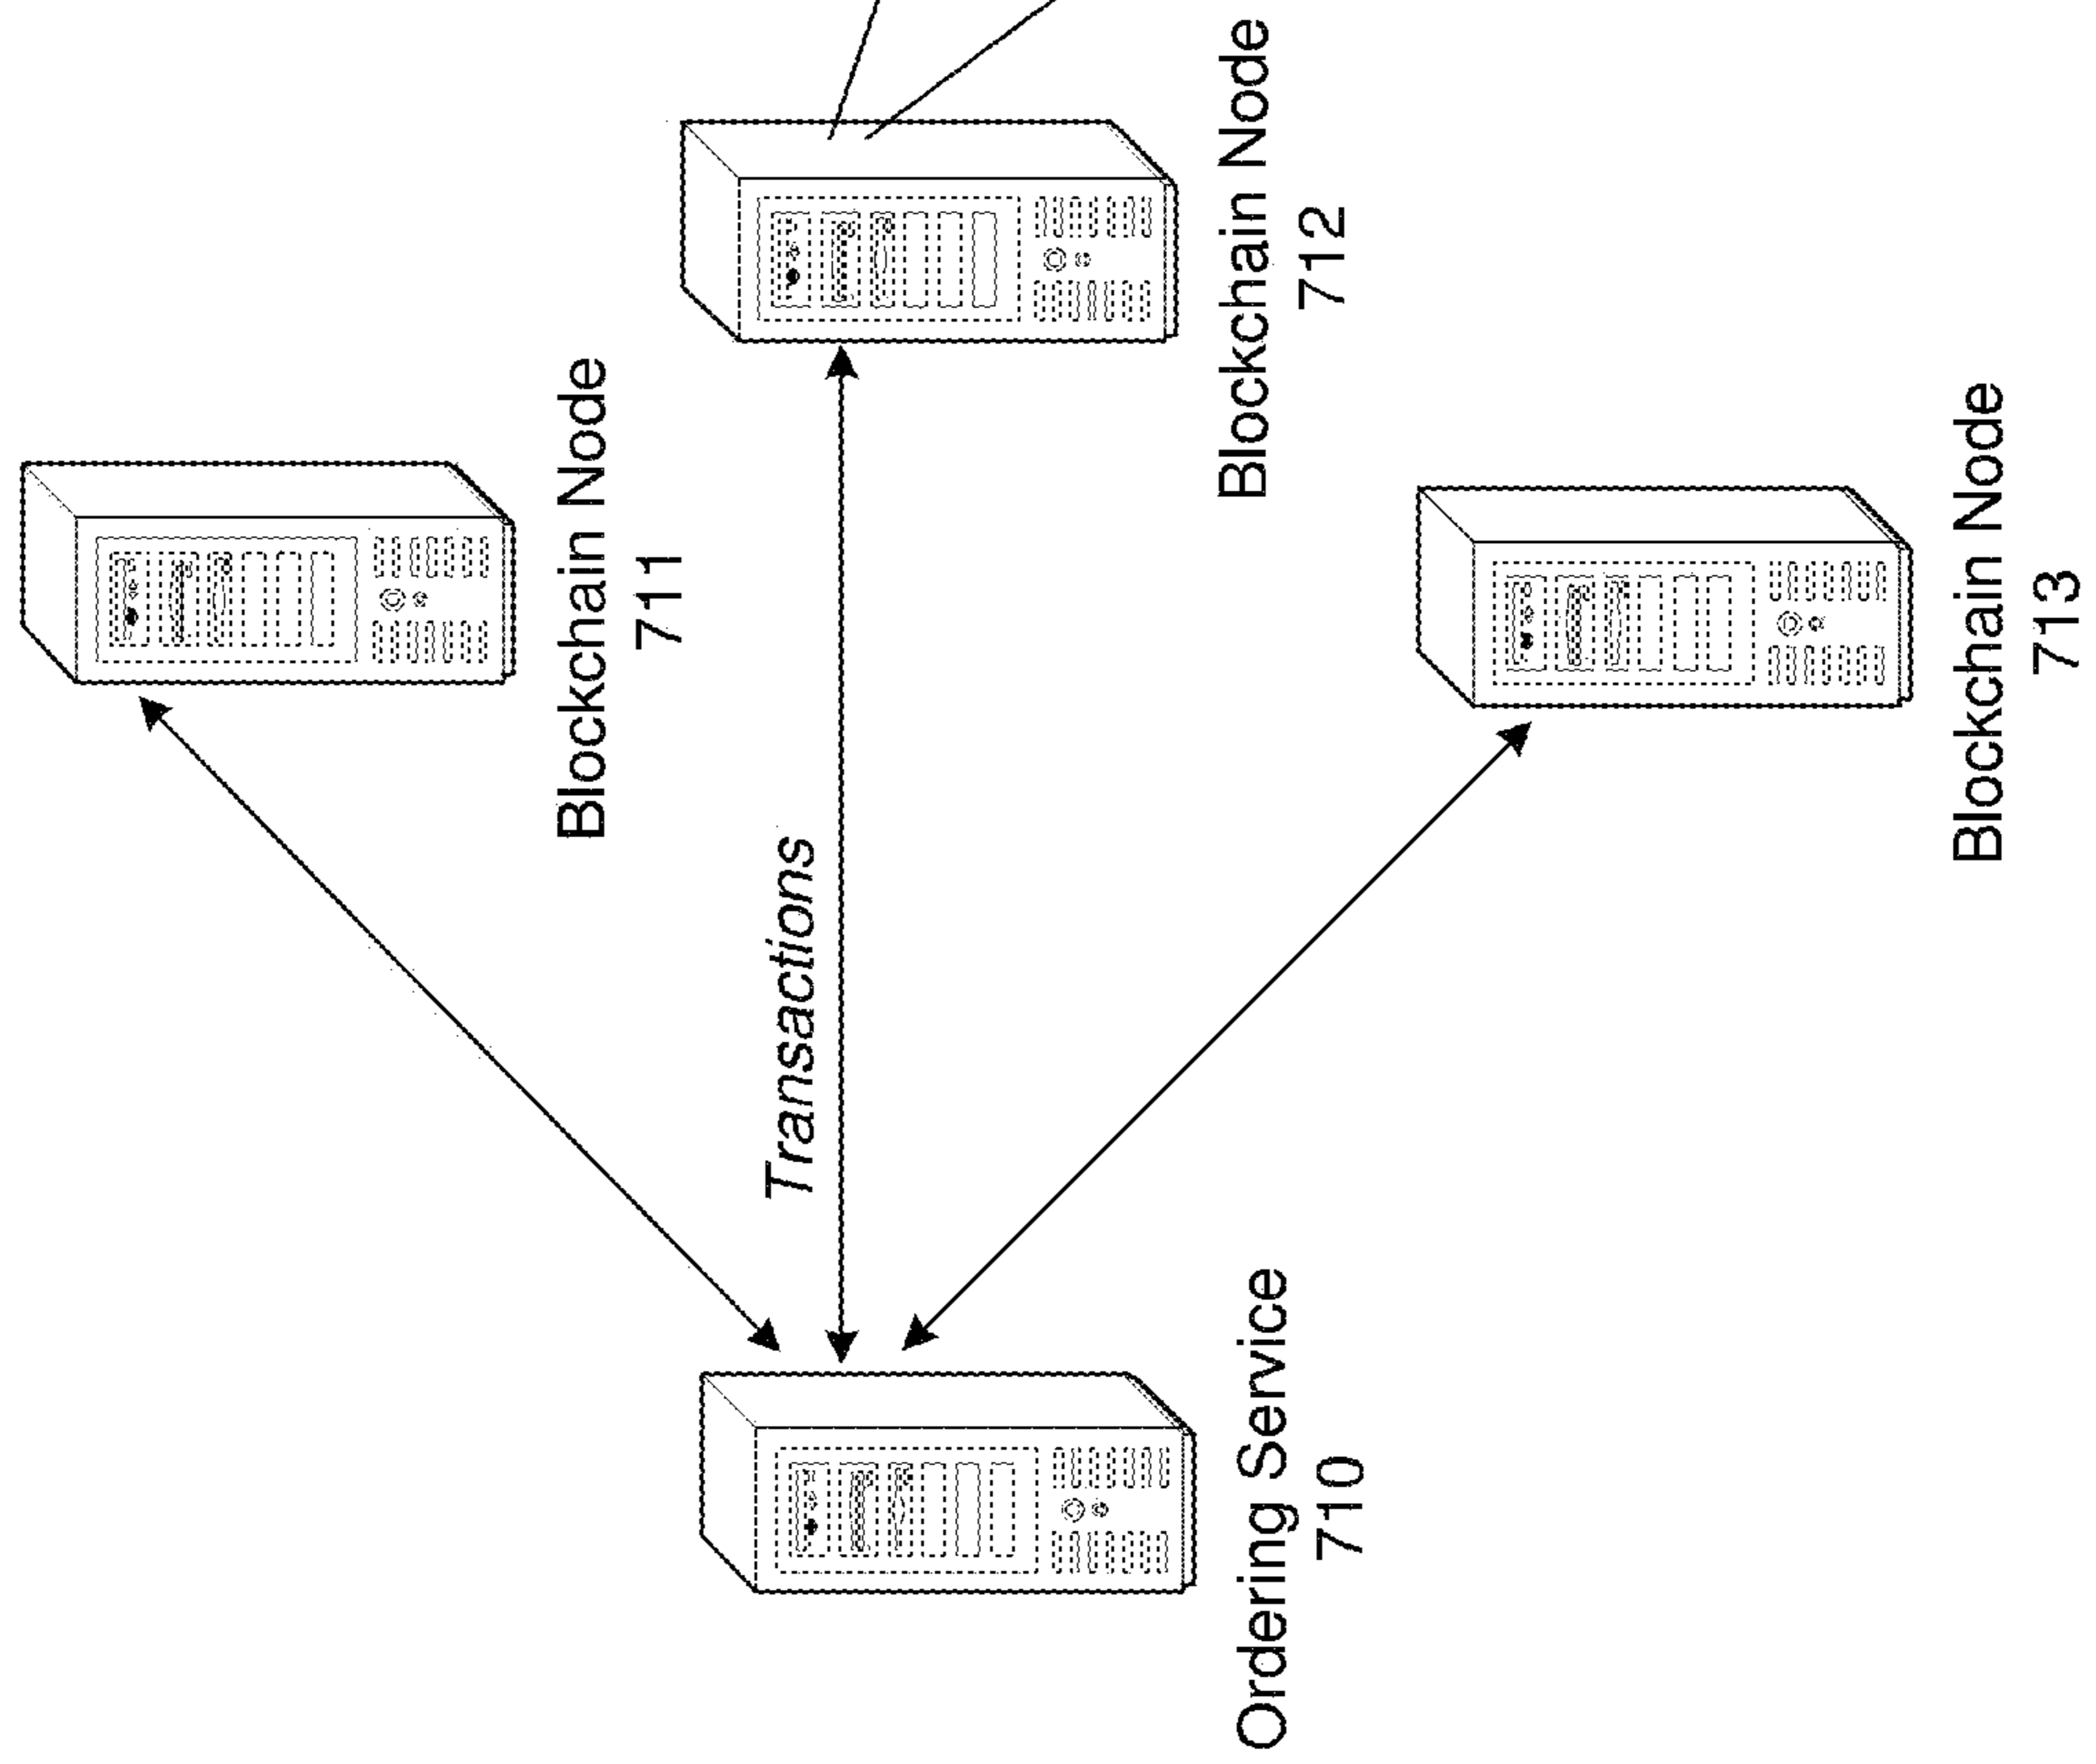 Blockchain Node
711
Transactions
Ordering Service
710
Blockchain Node
712
Blockchain Node
713